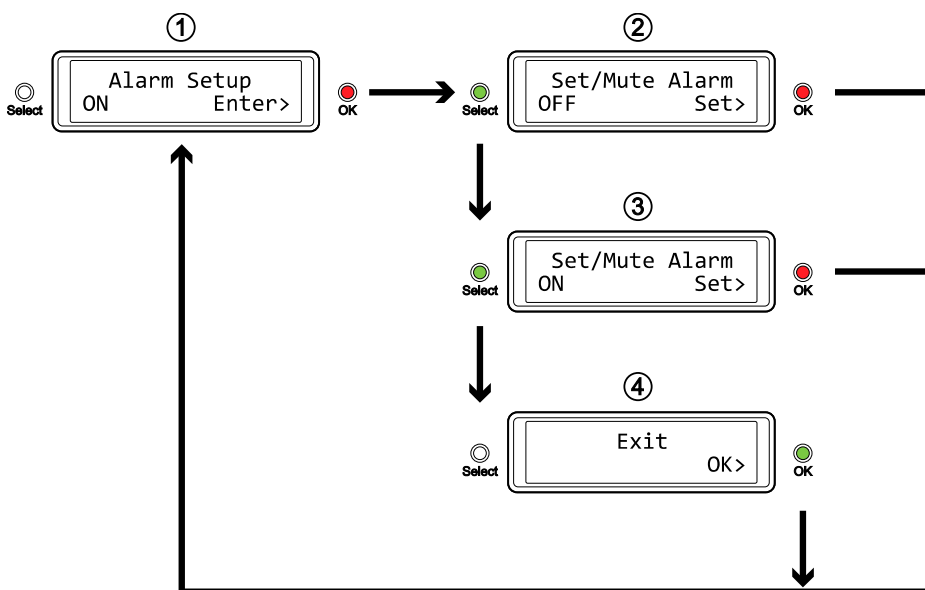 ①
Alarm Setup
ON Enter>
Select
OK
②
Set/Mute Alarm
OFF Set>
Select
OK
③
Set/Mute Alarm
ON Set>
Select
OK
④
Exit
OK>
Select
OK